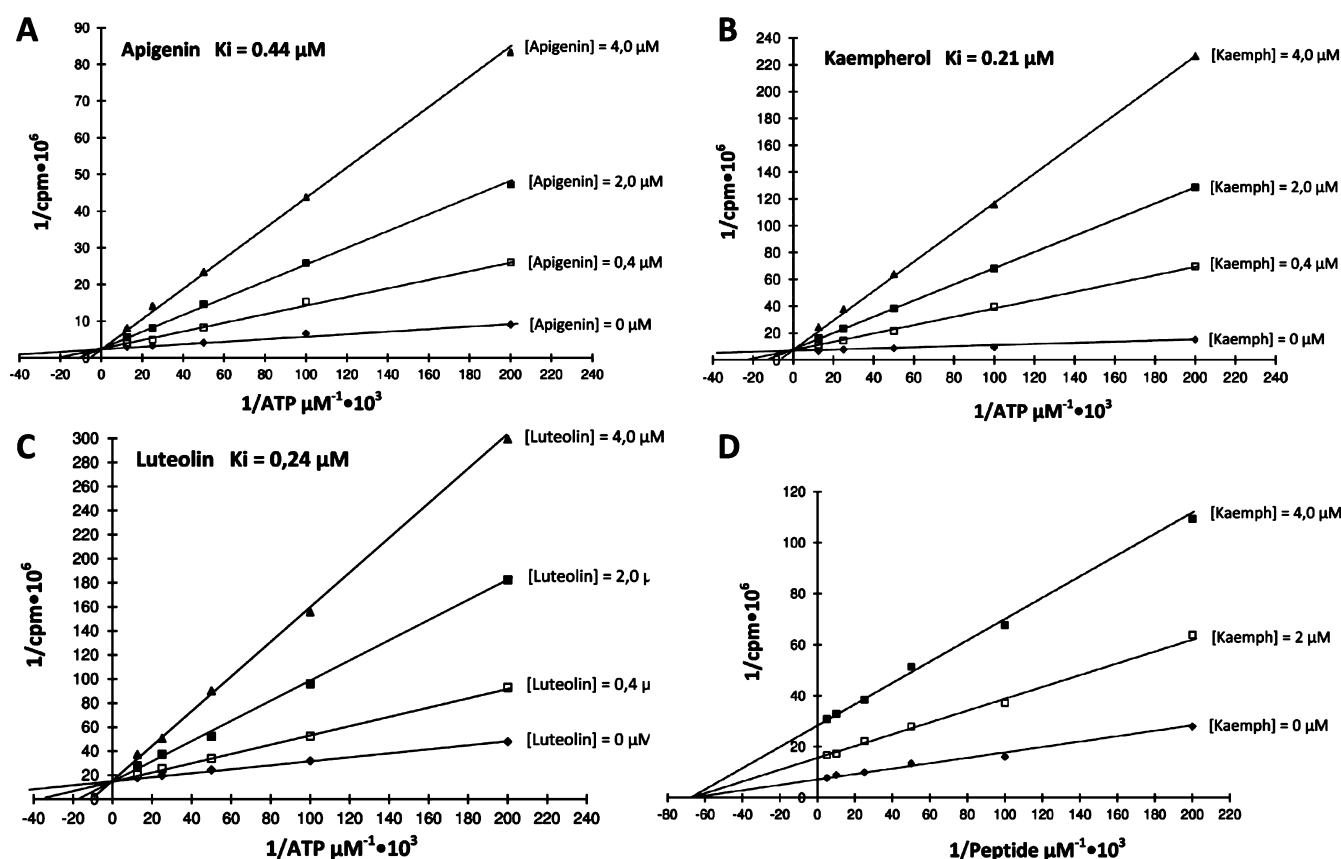 A
Apigenin Ki = 0.44 µM
90
80
70
60
50
40
30
20
10
0
-40 -20 0 20 40 60 80 100 120 140 160 180 200 220 240
1/cpm•10⁶
1/ATP µM⁻¹•10³
[Apigenin] = 4,0 µM
[Apigenin] = 2,0 µM
[Apigenin] = 0,4 µM
[Apigenin] = 0 µM
B
Kaempherol Ki = 0.21 µM
240
220
200
180
160
140
120
100
80
60
40
20
0
-40 -20 0 20 40 60 80 100 120 140 160 180 200 220 240
1/cpm•10⁶
1/ATP µM⁻¹•10³
[Kaemph] = 4,0 µM
[Kaemph] = 2,0 µM
[Kaemph] = 0,4 µM
[Kaemph] = 0 µM
C
Luteolin Ki = 0,24 µM
300
280
260
240
220
200
180
160
140
120
100
80
60
40
20
0
-40 -20 0 20 40 60 80 100 120 140 160 180 200 220 240
1/cpm•10⁶
1/ATP µM⁻¹•10³
[Luteolin] = 4,0 µM
[Luteolin] = 2,0 µ
[Luteolin] = 0,4 µ
[Luteolin] = 0 µM
D
120
100
80
60
40
20
0
-80 -60 -40 -20 0 20 40 60 80 100 120 140 160 180 200 220
1/cpm•10⁶
1/Peptide µM⁻¹•10³
[Kaemph] = 4,0 µM
[Kaemph] = 2 µM
[Kaemph] = 0 µM